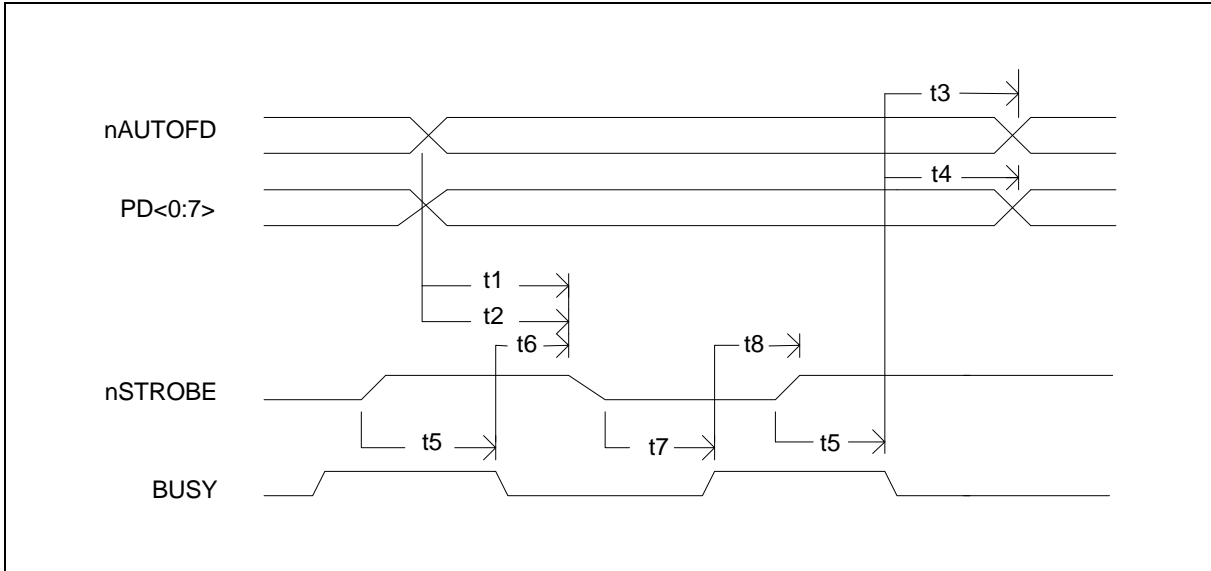 t3
nAUTOFD
t4
PD<0:7>
t1
t2
t6
t8
nSTROBE
t5
t7
t5
BUSY